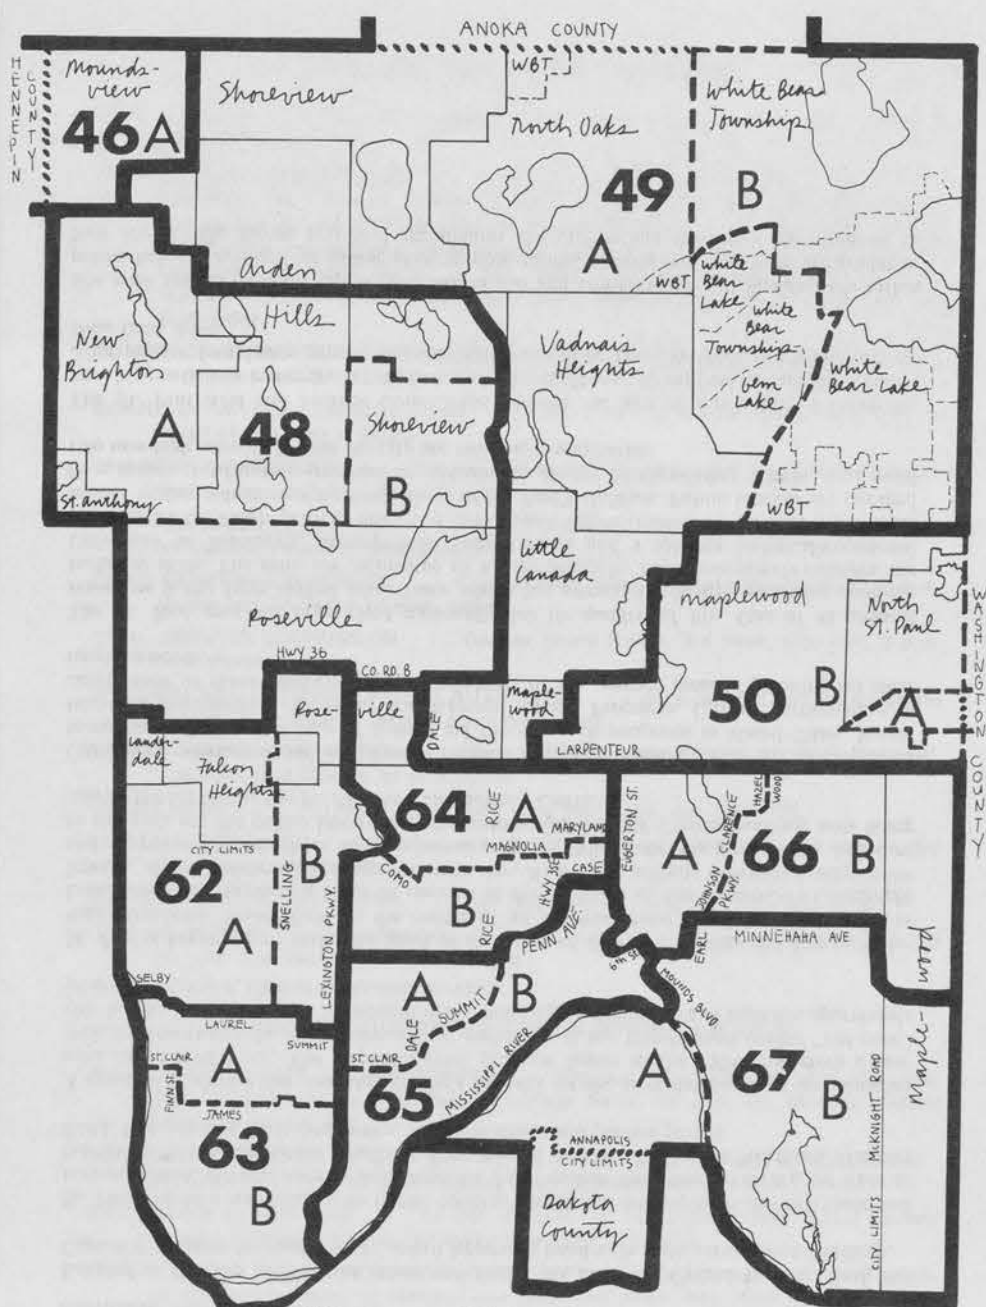 ANOKA COUNTY
HENNEPIN COUNTY
Mounds-
view
46A
Shoreview
WBT
North Oaks
White Bear
Township
49
B
A
Arden
Hills
WBT
White
Bear
Lake
White
Bear
Township
Gem
Lake
White
Bear Lake
WBT
New
Brighton
A
48
Vadnais
Heights
Shoreview
B
St. Anthony
Little
Canada
Roseville
Maplewood
North
St. Paul
WASHINGTON COUNTY
HWY 36
CO. RD. B
Rose-
ville
DALE
Maple-
wood
50
B
A
LARPENTEUR
Lauder-
dale
Falcon
Heights
CITY LIMITS
62
A
SNELLING
B
LEXINGTON PKWY.
64
A
RICE
MARYLAND
MAGNOLIA
COMO
CASE
HWY 35E
B
RICE
PENN AVE.
EDGERTON ST.
A
JOHNSON PKWY.
CLARENCE
HAZEL
WOOD
66
B
6th ST.
EARL
MINNEHAHA AVE
Maple-
wood
SELBY
LAUREL
SUMMIT
A
SUMMIT
B
DALE
ST. CLAIR
65
MISSISSIPPI RIVER
MOUNDS BLVD.
ST. CLAIR
FINN ST.
A
JAMES
63
B
A
67
B
CITY LIMITS McKNIGHT ROAD
Maple-
ANNAPOLIS
CITY LIMITS
Dakota
County